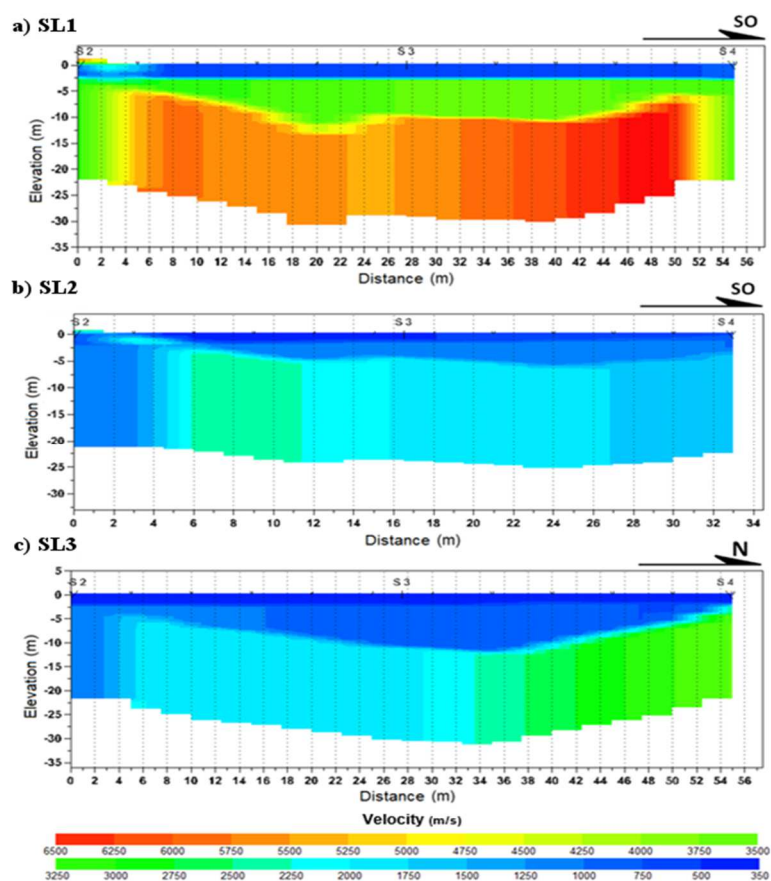 a) SL1
SO
S 2 S 3 S 4
0
-5
-10
-15
-20
-25
-30
-35
Elevation (m)
0 2 4 6 8 10 12 14 16 18 20 22 24 26 28 30 32 34 36 38 40 42 44 46 48 50 52 54 56
Distance (m)
b) SL2
SO
S 2 S 3 S 4
0
-5
-10
-15
-20
-25
-30
Elevation (m)
0 2 4 6 8 10 12 14 16 18 20 22 24 26 28 30 32 34
Distance (m)
c) SL3
N
5
S 2 S 3 S 4
0
-5
-10
-15
-20
-25
-30
-35
Elevation (m)
0 2 4 6 8 10 12 14 16 18 20 22 24 26 28 30 32 34 36 38 40 42 44 46 48 50 52 54 56
Distance (m)
Velocity (m/s)
6500 6250 5750 5500 5250 5000 4750 4500 4250 4000 3750 3500
3250 3000 2750 2500 2250 2000 1750 1500 1250 1000 750 500 350